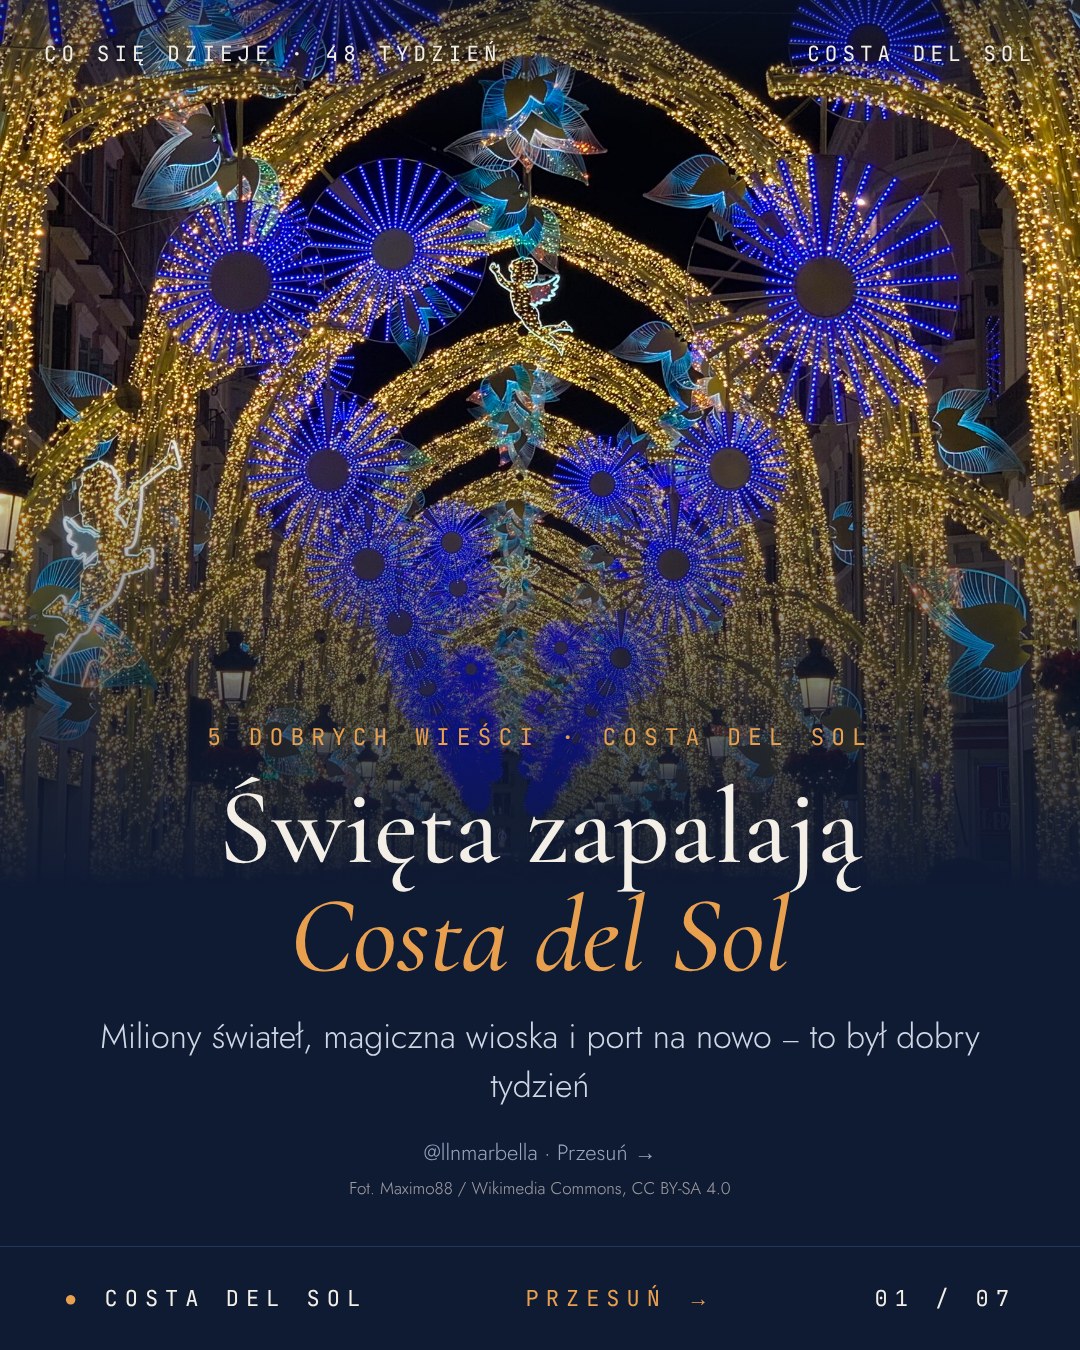 CO SIĘ DZIEJE · 48 TYDZIEŃ
COSTA DEL SOL
5 DOBRYCH WIEŚCI · COSTA DEL SOL
Święta zapalają
Costa del Sol
Miliony świateł, magiczna wioska i port na nowo – to był dobry
tydzień
@llnmarbella · Przesuń →
Fot. Maximo88 / Wikimedia Commons, CC BY-SA 4.0
• COSTA DEL SOL
PRZESUŃ →
01 / 07